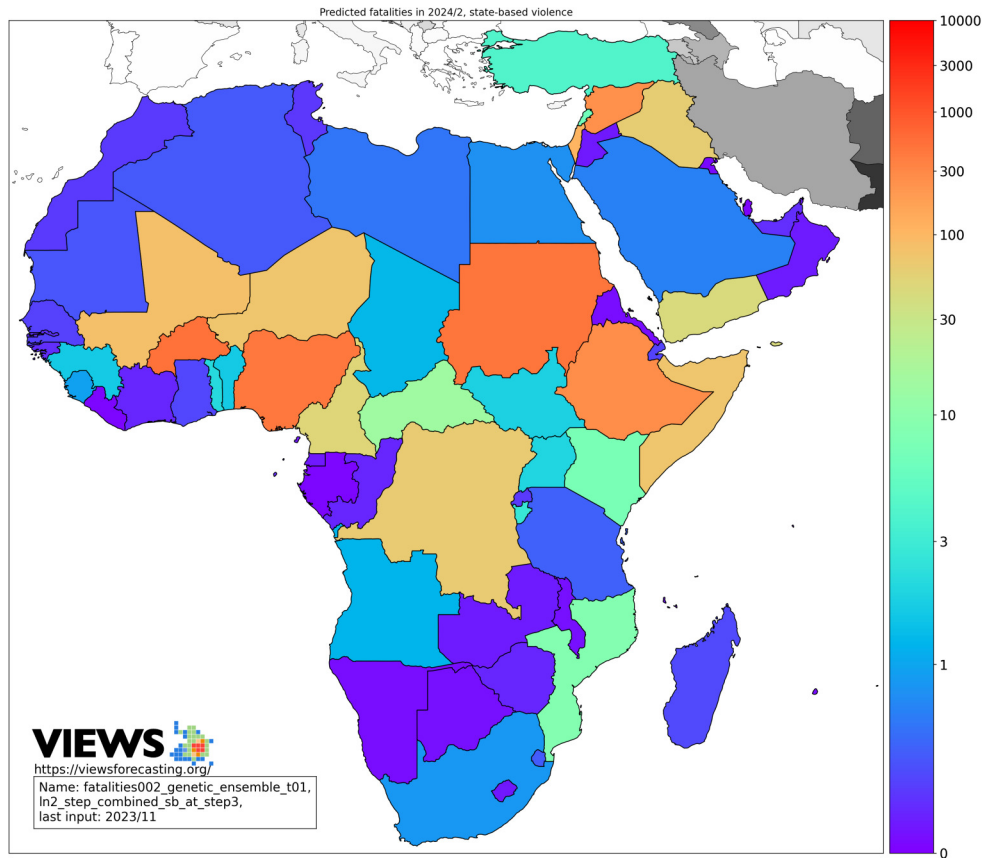 Predicted fatalities in 2024/2, state-based violence
10000
3000
1000
300
100
30
10
3
1
0
VIEWS
https://viewsforecasting.org/
Name: fatalities002_genetic_ensemble_t01,
ln2_step_combined_sb_at_step3,
last input: 2023/11